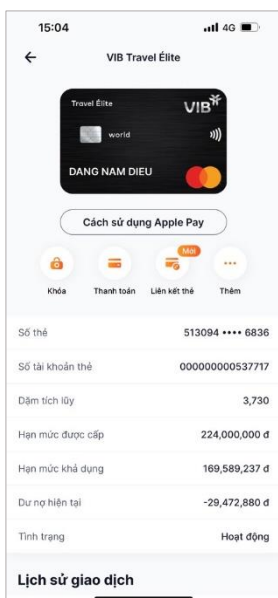 15:04 4G
VIB Travel Élite
Travel Élite VIB
world
DANG NAM DIEU
Cách sử dụng Apple Pay
Mới
Khóa Thanh toán Liên kết thẻ Thêm
Số thẻ 513094 •••• 6836
Số tài khoản thẻ 000000000537717
Dặm tích lũy 3,730
Hạn mức được cấp 224,000,000 đ
Hạn mức khả dụng 169,589,237 đ
Dư nợ hiện tại -29,472,880 đ
Tình trạng Hoạt động
Lịch sử giao dịch